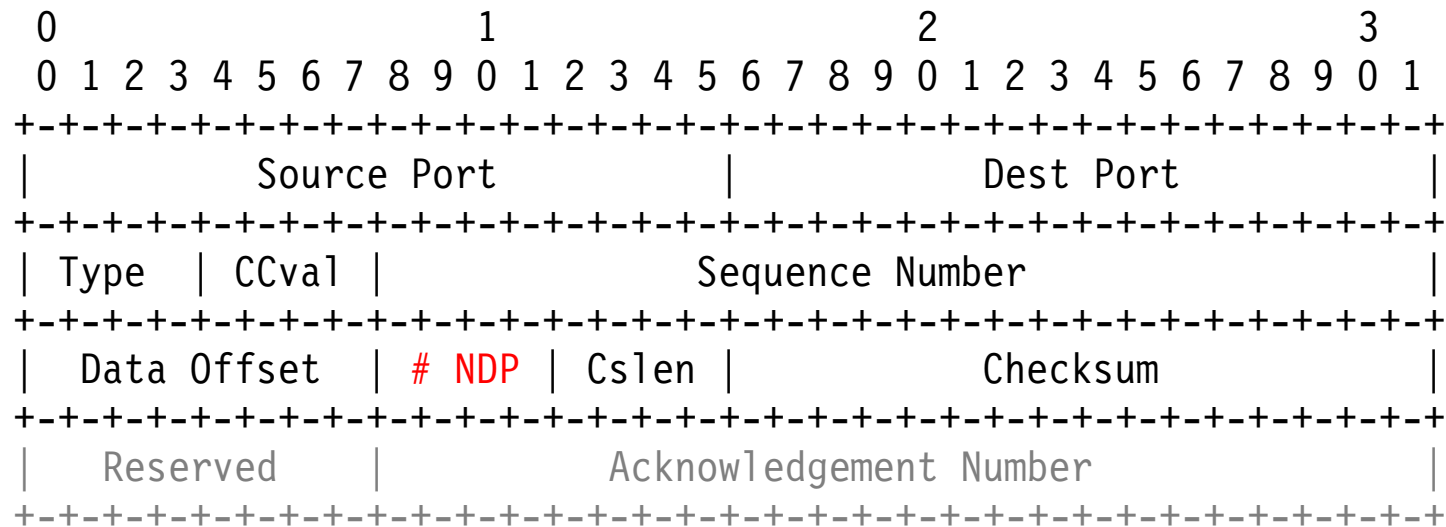 0                   1                   2                   3
0 1 2 3 4 5 6 7 8 9 0 1 2 3 4 5 6 7 8 9 0 1 2 3 4 5 6 7 8 9 0 1
+-+-+-+-+-+-+-+-+-+-+-+-+-+-+-+-+-+-+-+-+-+-+-+-+-+-+-+-+-+-+-+-+
|          Source Port          |           Dest Port           |
+-+-+-+-+-+-+-+-+-+-+-+-+-+-+-+-+-+-+-+-+-+-+-+-+-+-+-+-+-+-+-+-+
| Type  | CCval |              Sequence Number                  |
+-+-+-+-+-+-+-+-+-+-+-+-+-+-+-+-+-+-+-+-+-+-+-+-+-+-+-+-+-+-+-+-+
|  Data Offset  | # NDP | Cslen |           Checksum            |
+-+-+-+-+-+-+-+-+-+-+-+-+-+-+-+-+-+-+-+-+-+-+-+-+-+-+-+-+-+-+-+-+
|   Reserved    |          Acknowledgement Number               |
+-+-+-+-+-+-+-+-+-+-+-+-+-+-+-+-+-+-+-+-+-+-+-+-+-+-+-+-+-+-+-+-+